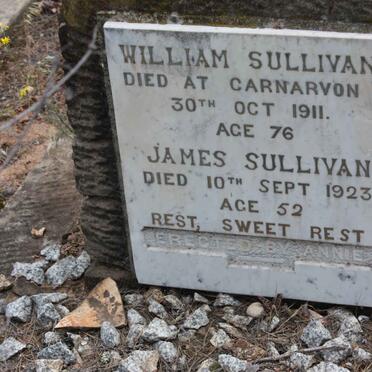 WILLIAM SULLIVAN
DIED AT CARNARVON
30TH OCT 1911.
AGE 76
JAMES SULLIVAN
DIED 10TH SEPT 1923
AGE 52
REST, SWEET REST
ERECTED BY ANNIE